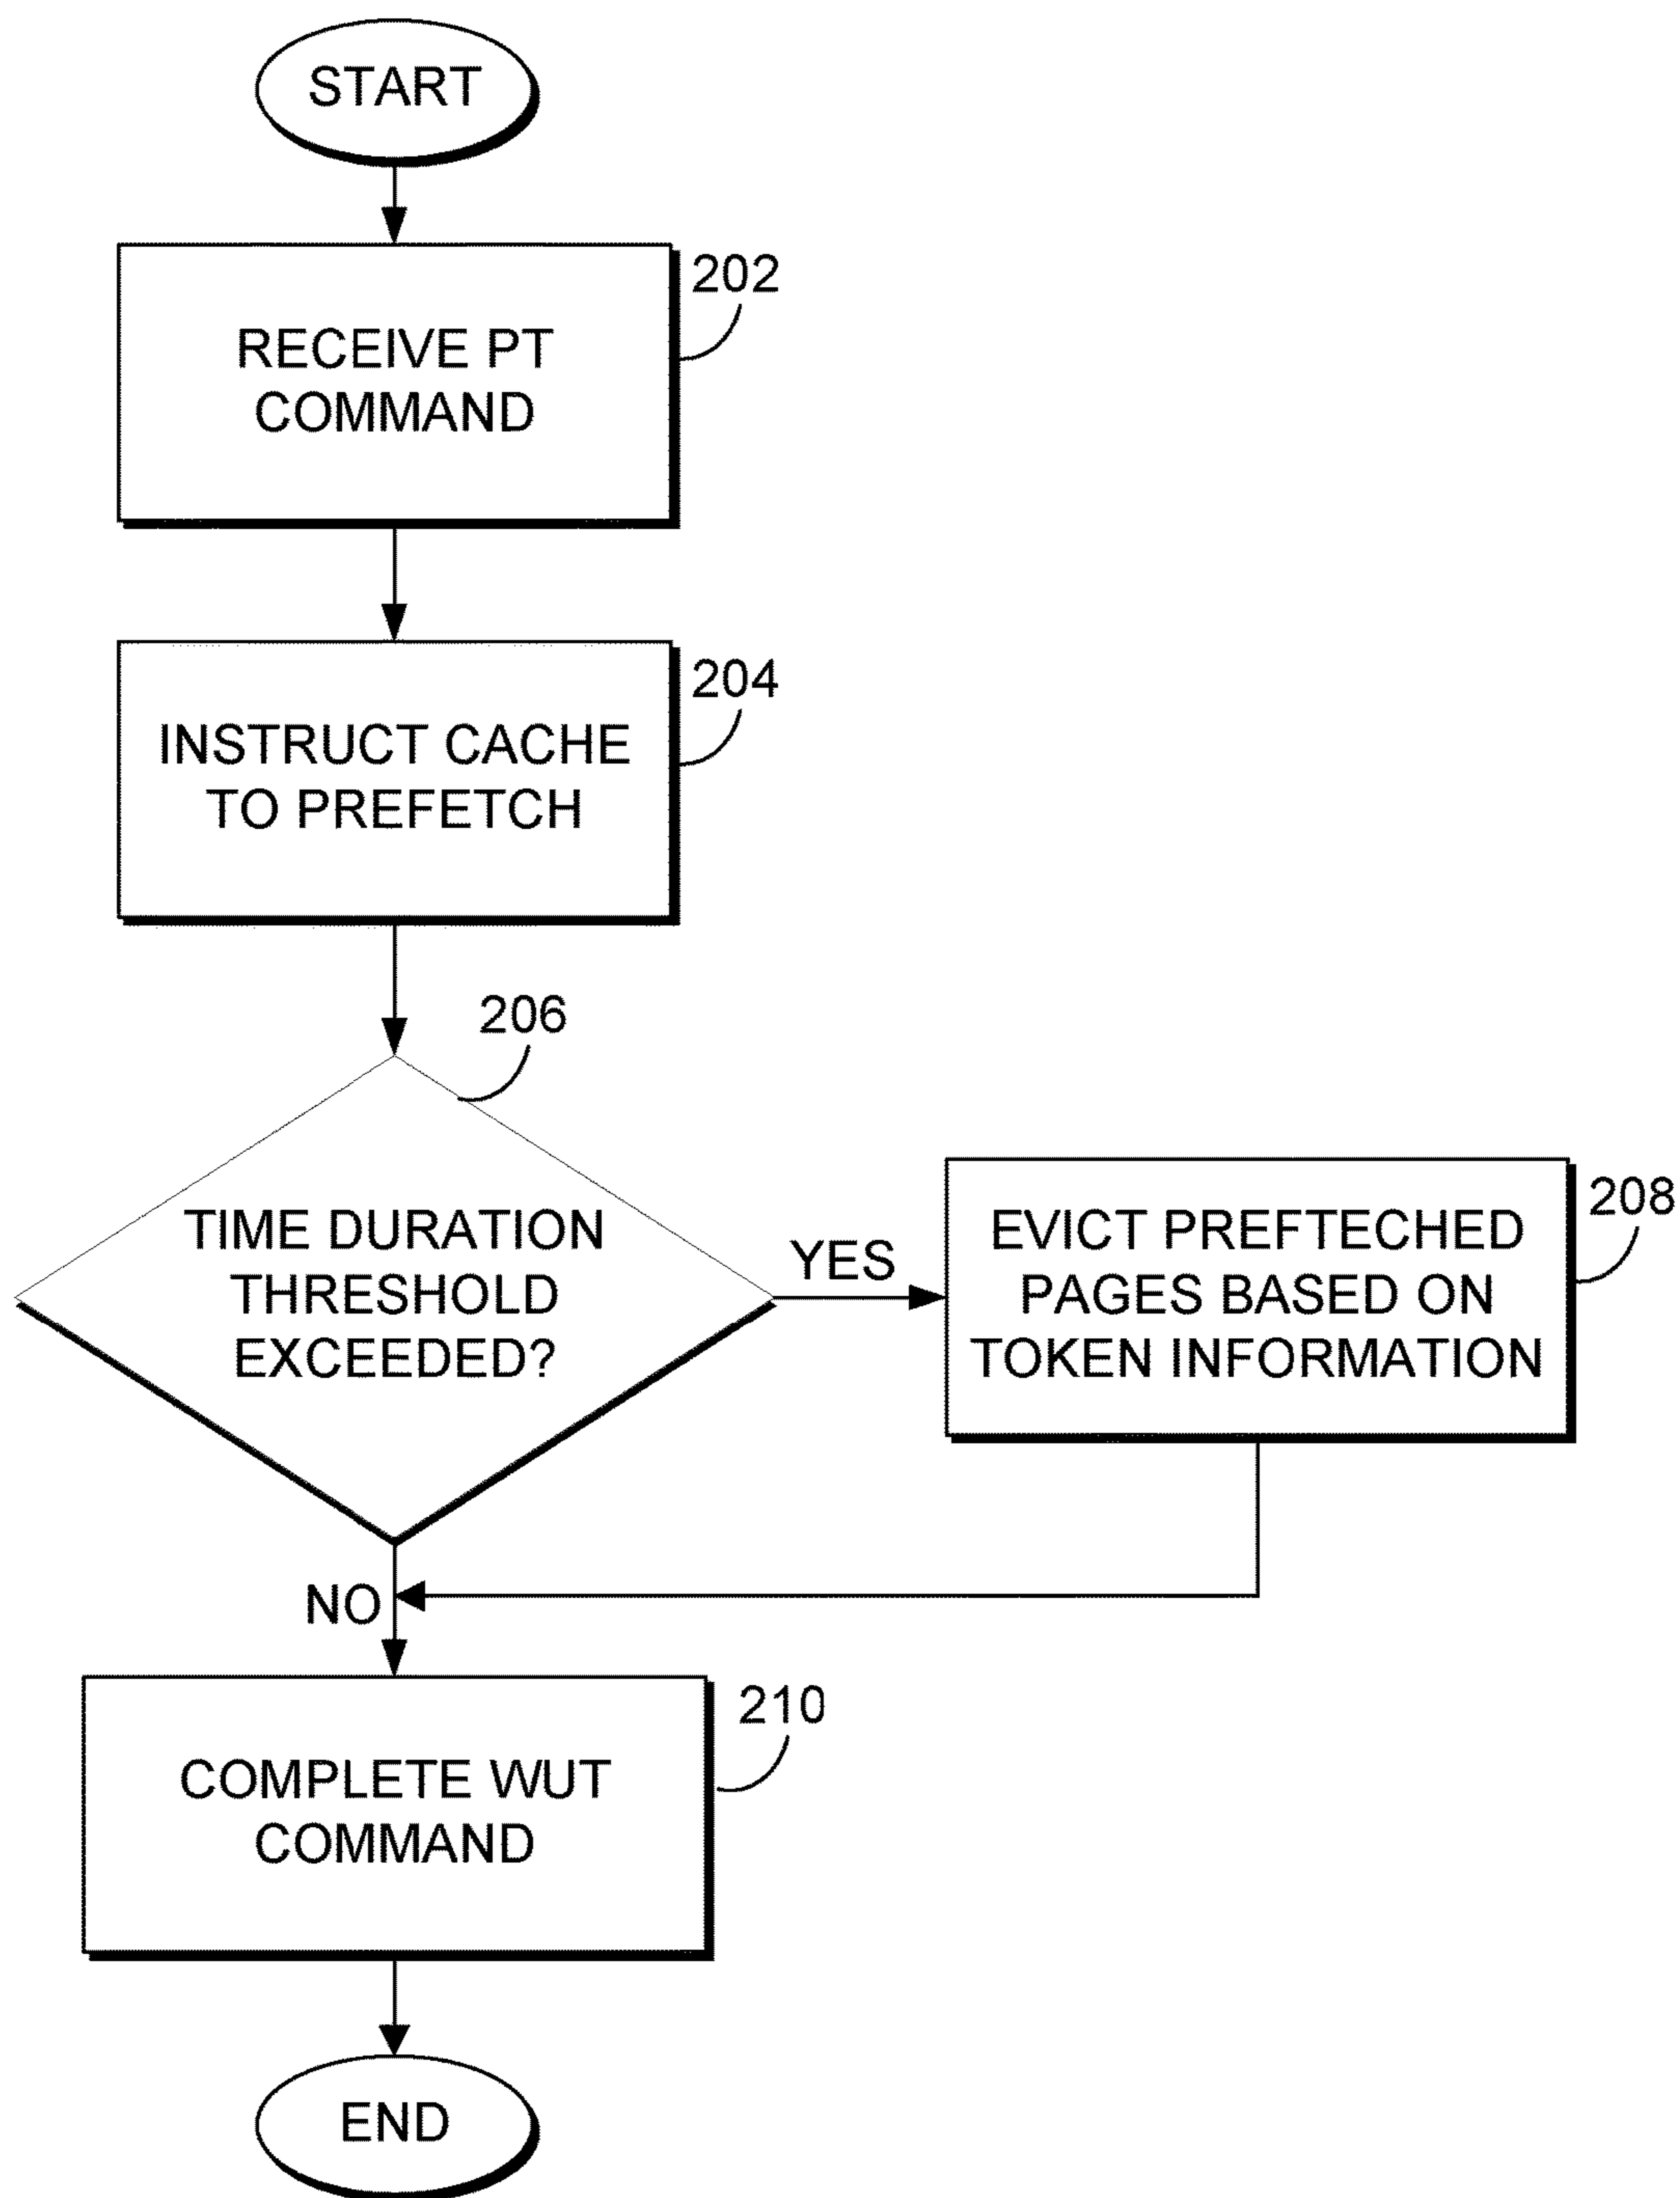 START
202
RECEIVE PT
COMMAND
204
INSTRUCT CACHE
TO PREFETCH
206
TIME DURATION
THRESHOLD
EXCEEDED?
YES
208
EVICT PREFTECHED
PAGES BASED ON
TOKEN INFORMATION
NO
210
COMPLETE WUT
COMMAND
END